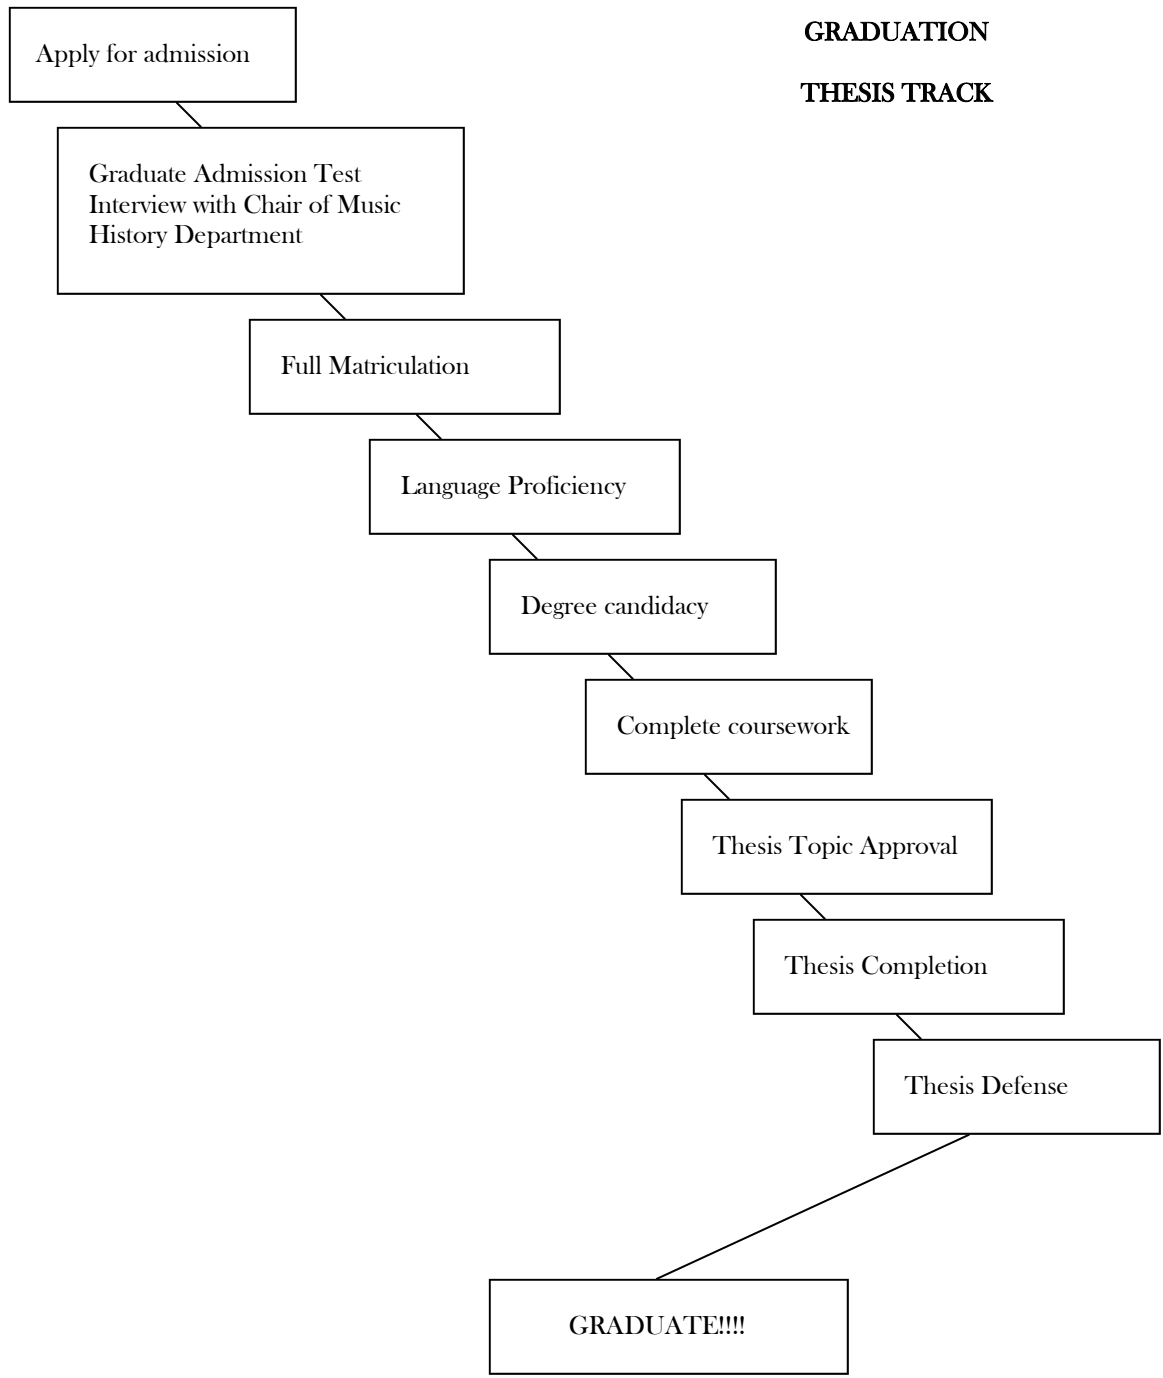 GRADUATION
THESIS TRACK
Apply for admission
Graduate Admission Test
Interview with Chair of Music
History Department
Full Matriculation
Language Proficiency
Degree candidacy
Complete coursework
Thesis Topic Approval
Thesis Completion
Thesis Defense
GRADUATE!!!!